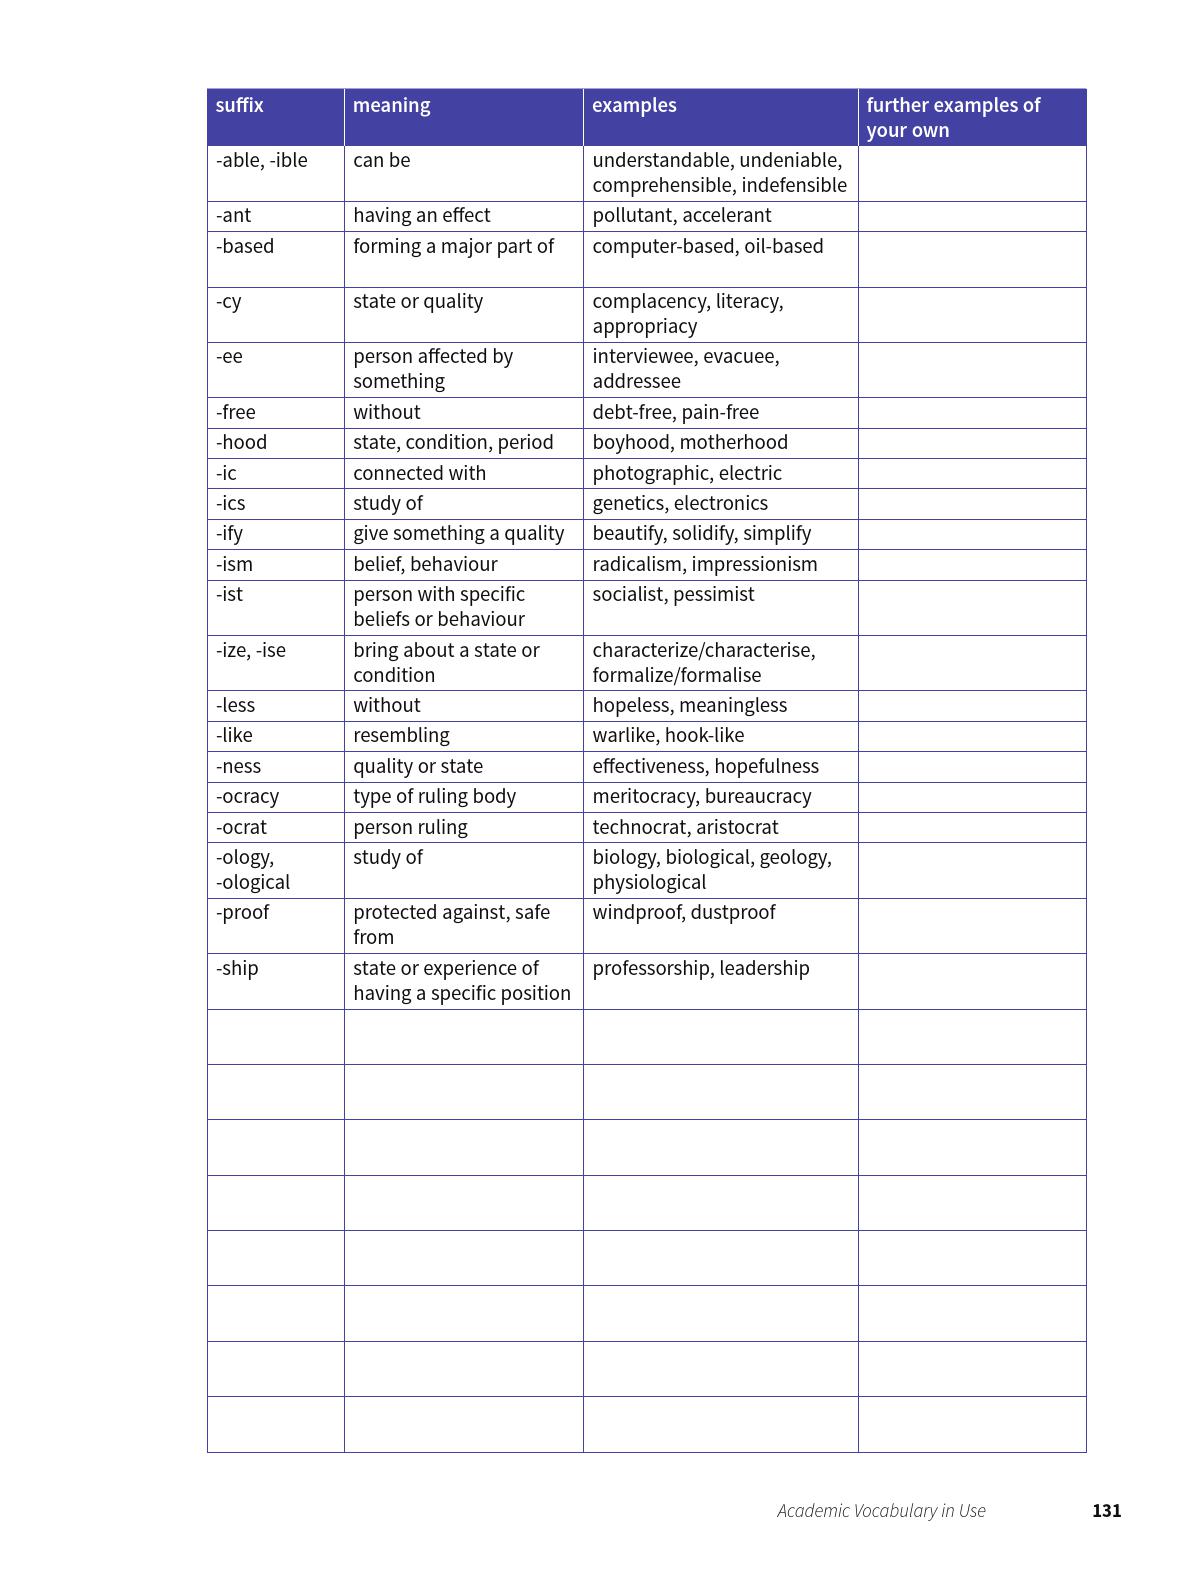 suffix meaning examples further examples of
your own
-able, -ible can be understandable, undeniable,
comprehensible, indefensible
-ant having an effect pollutant, accelerant
-based forming a major part of computer-based, oil-based
-cy state or quality complacency, literacy,
appropriacy
-ee person affected by interviewee, evacuee,
something addressee
-free without debt-free, pain-free
-hood state, condition, period boyhood, motherhood
-ic connected with photographic, electric
-ics study of genetics, electronics
-ify give something a quality beautify, solidify, simplify
-ism belief, behaviour radicalism, impressionism
-ist person with specific socialist, pessimist
beliefs or behaviour
-ize, -ise bring about a state or characterize/characterise,
condition formalize/formalise
-less without hopeless, meaningless
-like resembling warlike, hook-like
-ness quality or state effectiveness, hopefulness
-ocracy type of ruling body meritocracy, bureaucracy
-ocrat person ruling technocrat, aristocrat
-ology, study of biology, biological, geology,
-ological physiological
-proof protected against, safe windproof, dustproof
from
-ship state or experience of professorship, leadership
having a specific position
Academic Vocabulary in Use 131